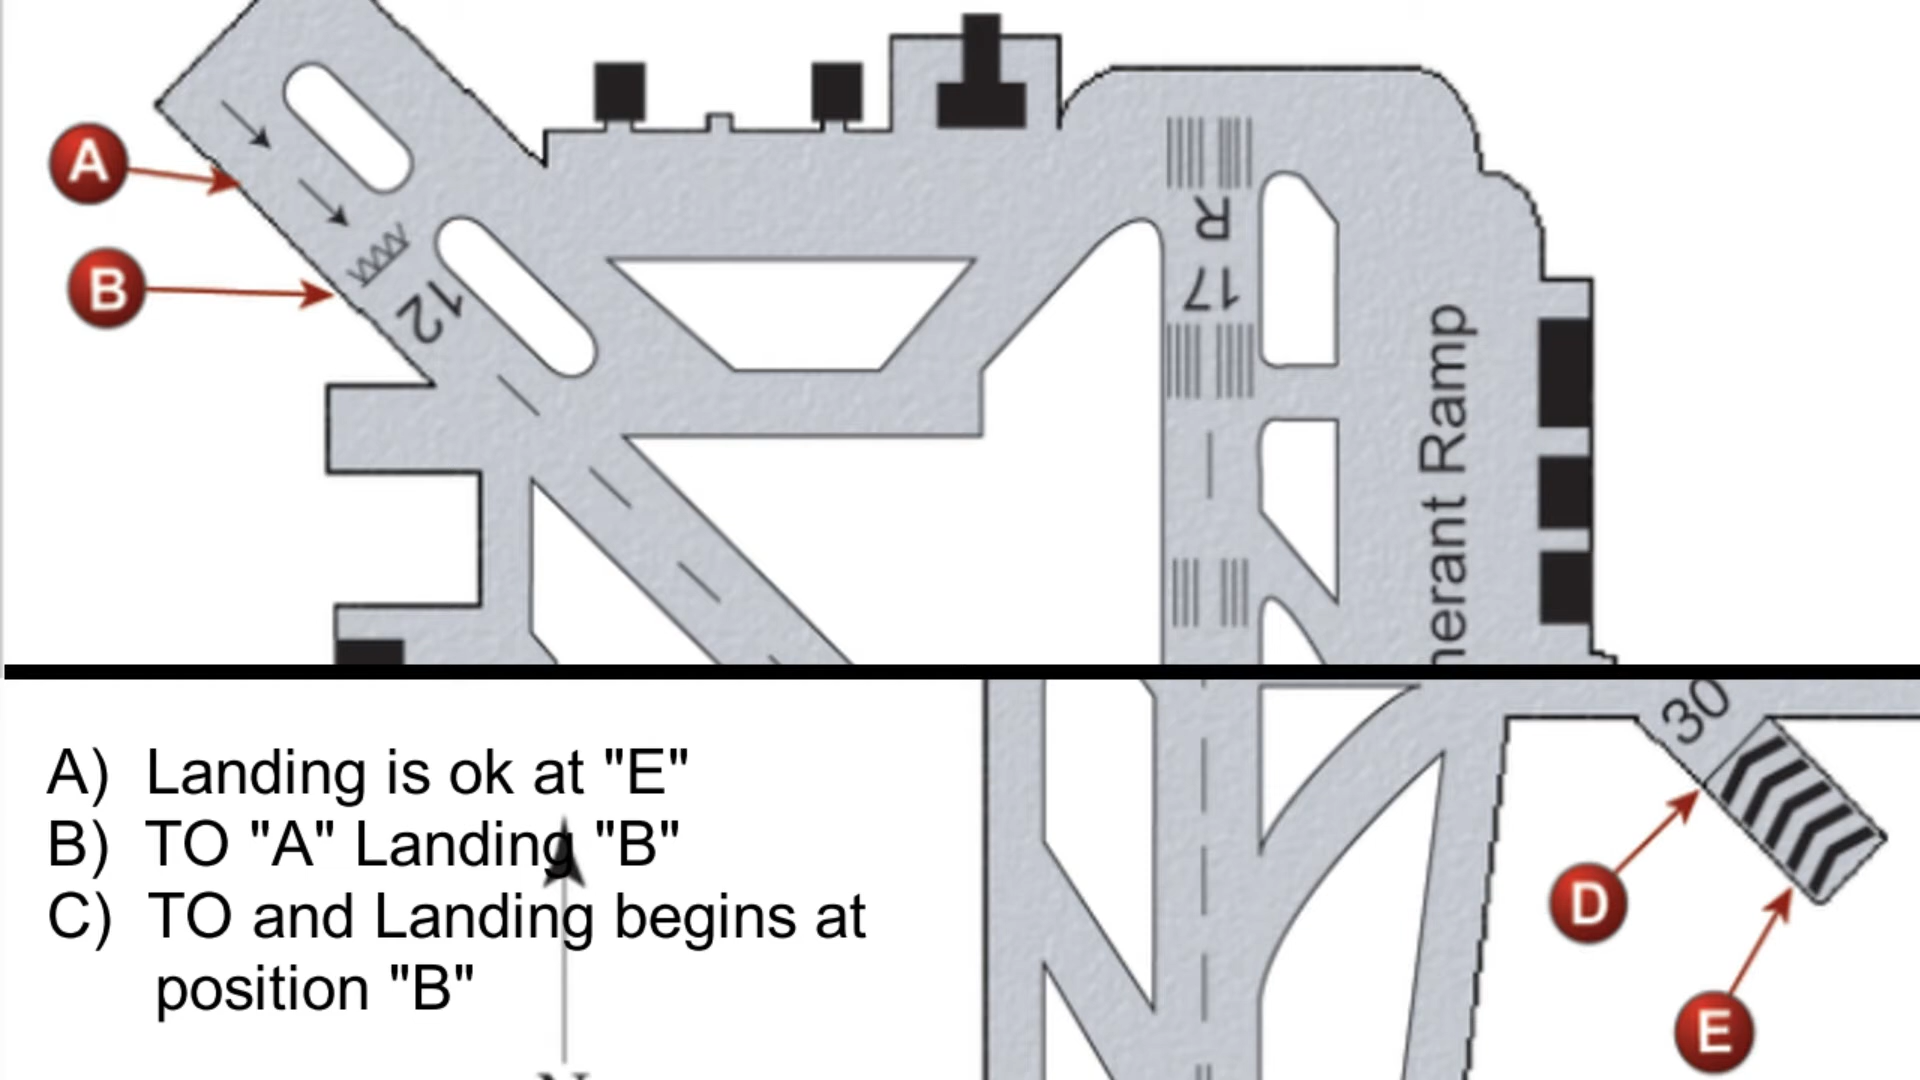 A
B
R
17
12
nerant Ramp
30
A) Landing is ok at "E"
B) TO "A" Landing "B"
C) TO and Landing begins at
position "B"
D
E